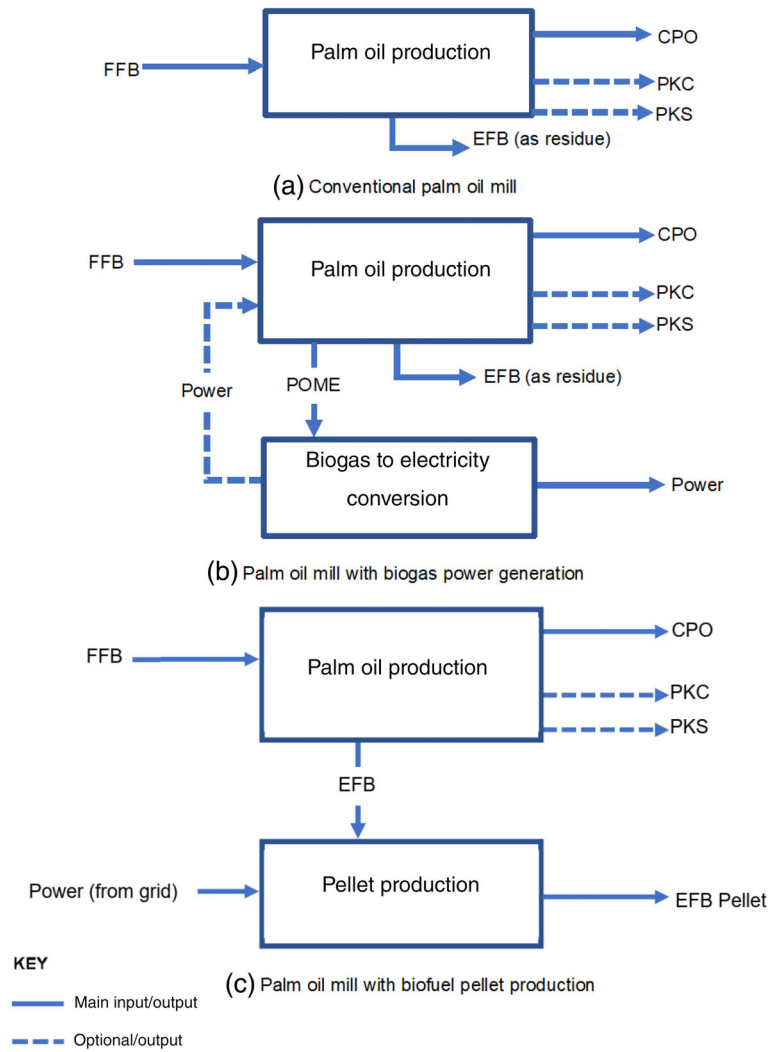 FFB
Palm oil production
CPO
PKC
PKS
EFB (as residue)
(a) Conventional palm oil mill
FFB
Palm oil production
CPO
PKC
PKS
EFB (as residue)
Power
POME
Biogas to electricity
conversion
Power
(b) Palm oil mill with biogas power generation
FFB
Palm oil production
CPO
PKC
PKS
EFB
Power (from grid)
Pellet production
EFB Pellet
(c) Palm oil mill with biofuel pellet production
KEY
Main input/output
Optional/output